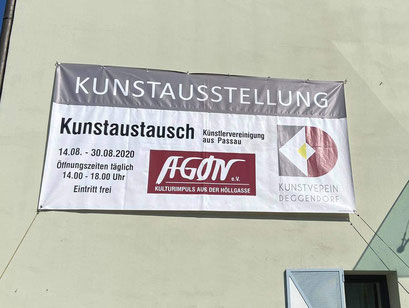 KUNSTAUSSTELLUNG
Kunstaustausch
Künstlervereinigung
aus Passau
14.08. - 30.08.2020
Öffnungszeiten täglich
14.00 - 18.00 Uhr
Eintritt frei
AGØN e.V.
KULTURIMPULS AUS DER HÖLLGASSE
KUNSTVEREIN
DEGGENDORF